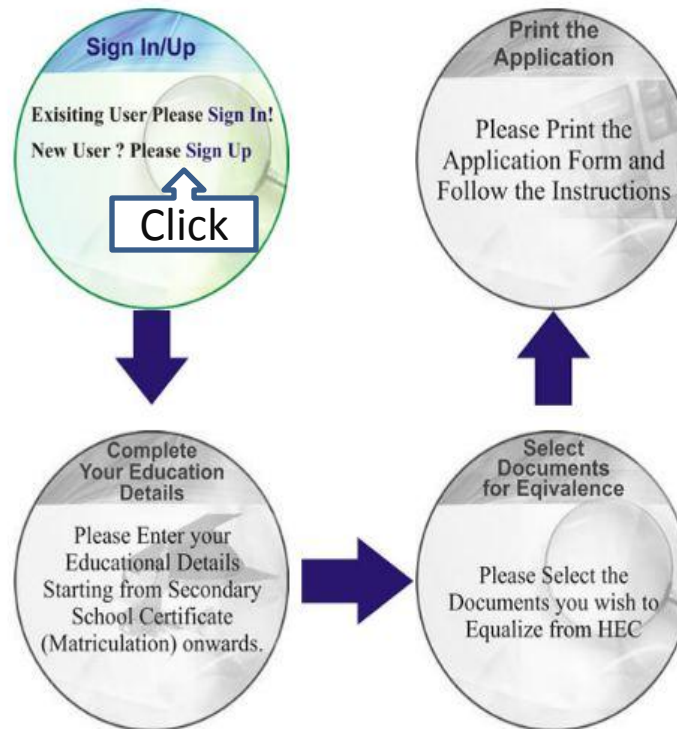 Sign In/Up
Exisiting User Please Sign In!
New User ? Please Sign Up
Click
Complete
Your Education
Details
Please Enter your
Educational Details
Starting from Secondary
School Certificate
(Matriculation) onwards.
Select
Documents
for Eqivalence
Please Select the
Documents you wish to
Equalize from HEC
Print the
Application
Please Print the
Application Form and
Follow the Instructions